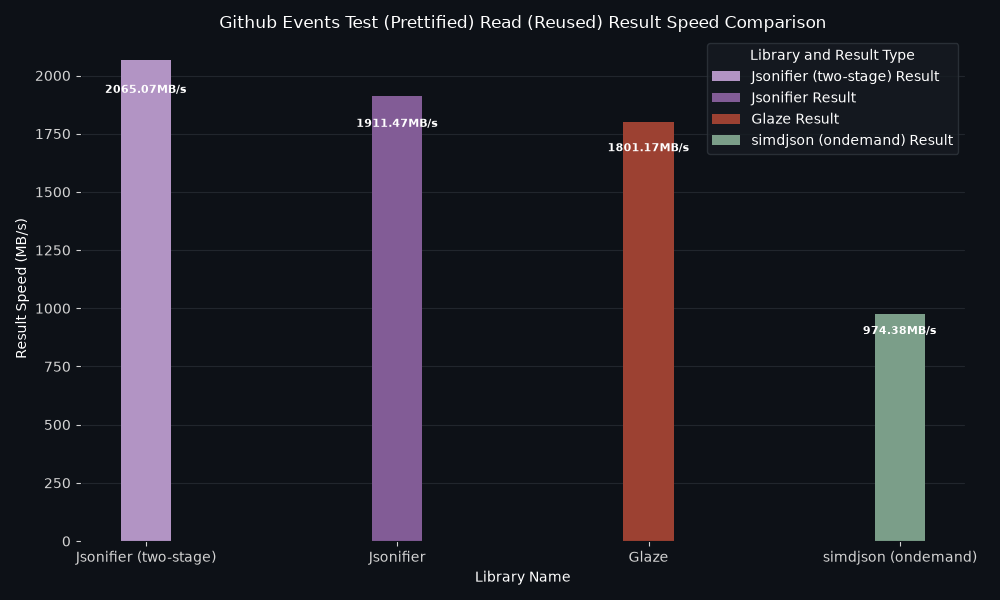 Github Events Test (Prettified) Read (Reused) Result Speed Comparison
Library and Result Type
Jsonifier (two-stage) Result
Jsonifier Result
Glaze Result
simdjson (ondemand) Result
Result Speed (MB/s)
2000
1750
1500
1250
1000
750
500
250
0
2065.07MB/s
1911.47MB/s
1801.17MB/s
974.38MB/s
Jsonifier (two-stage)
Jsonifier
Glaze
simdjson (ondemand)
Library Name